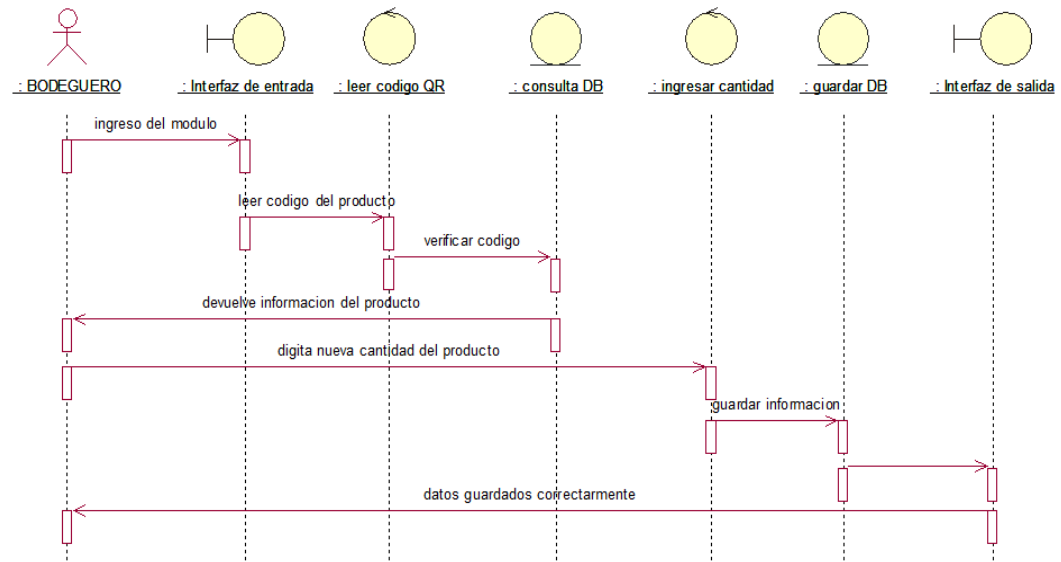 : BODEGUERO
: Interfaz de entrada
: leer codigo QR
: consulta DB
: ingresar cantidad
: guardar DB
: Interfaz de salida
ingreso del modulo
leer codigo del producto
verificar codigo
devuelve informacion del producto
digita nueva cantidad del producto
guardar informacion
datos guardados correctarmente